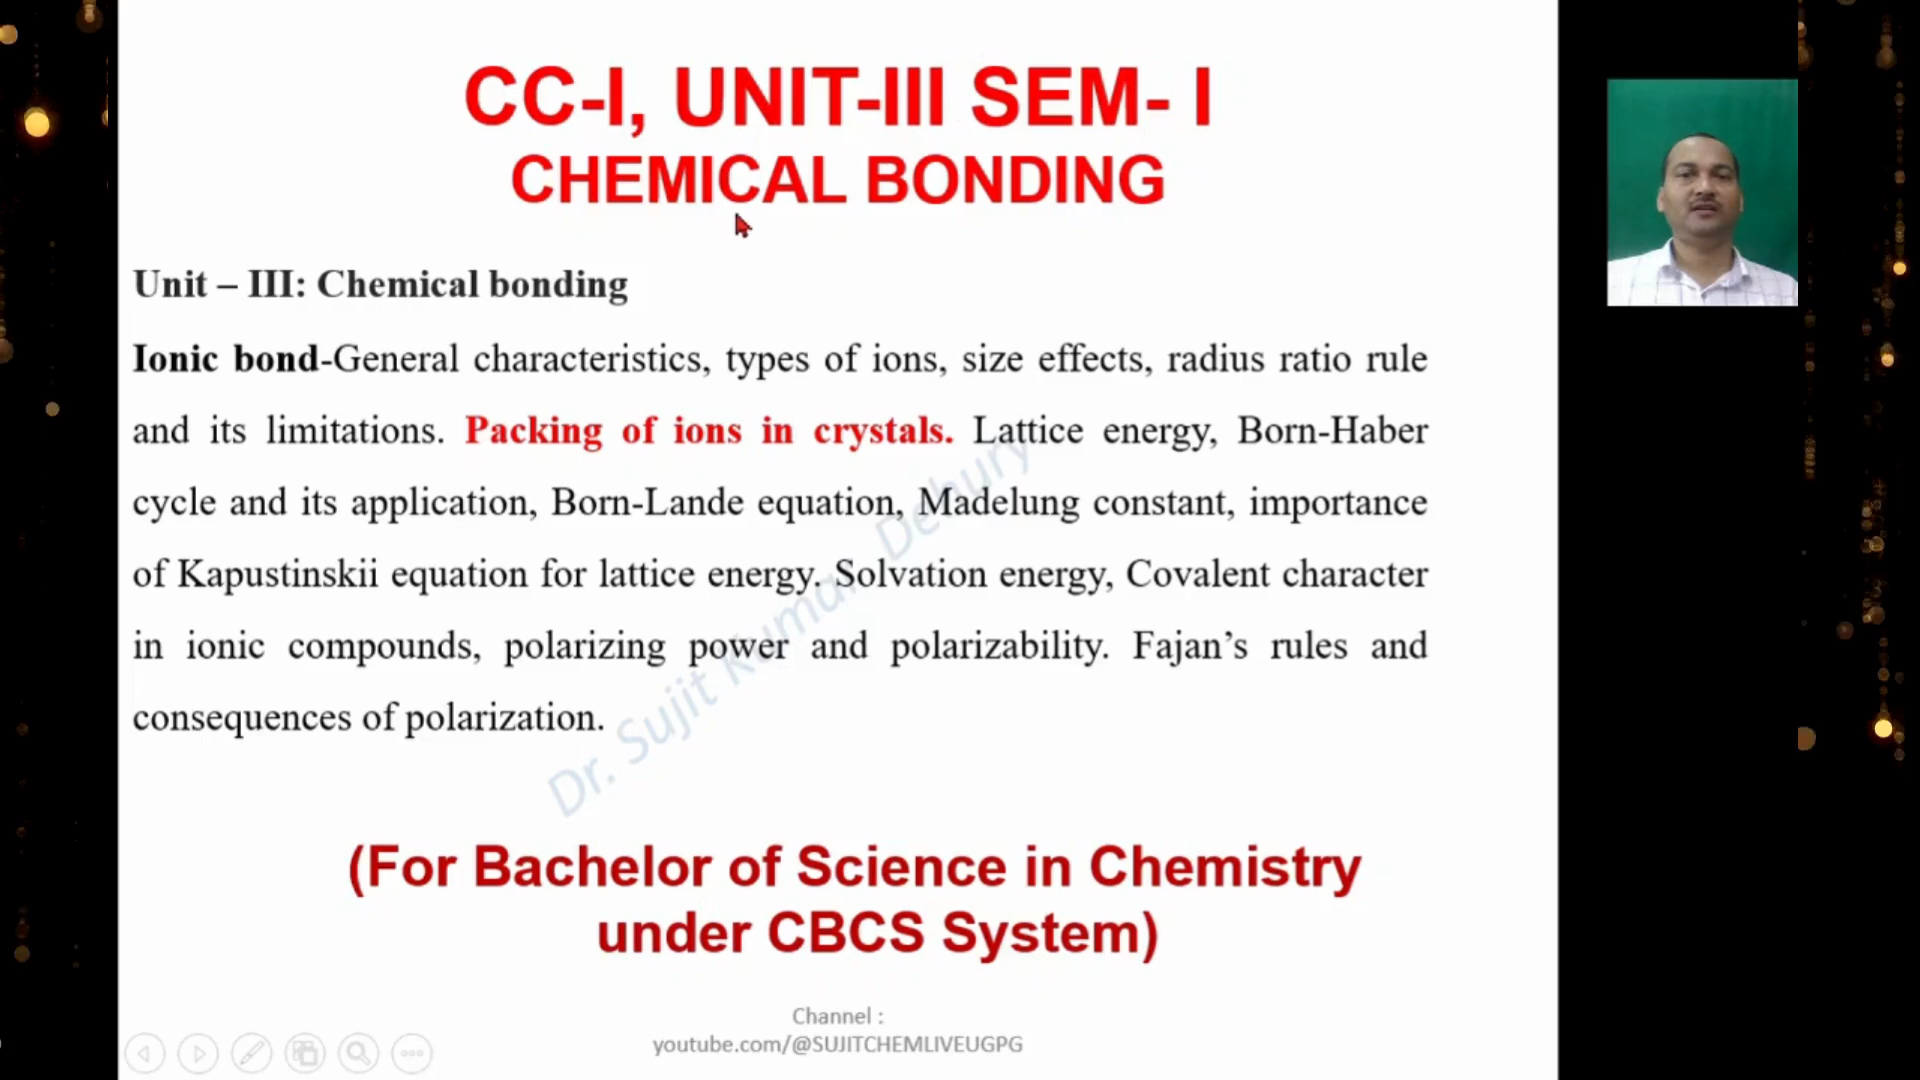 CC-I, UNIT-III SEM- I
CHEMICAL BONDING
Unit – III: Chemical bonding
Ionic bond-General characteristics, types of ions, size effects, radius ratio rule
and its limitations. Packing of ions in crystals. Lattice energy, Born-Haber
cycle and its application, Born-Lande equation, Madelung constant, importance
of Kapustinskii equation for lattice energy. Solvation energy, Covalent character
in ionic compounds, polarizing power and polarizability. Fajan’s rules and
consequences of polarization.
Dr. Sujit Kumar Dehury
(For Bachelor of Science in Chemistry
under CBCS System)
Channel :
youtube.com/@SUJITCHEMLIVEUGPG